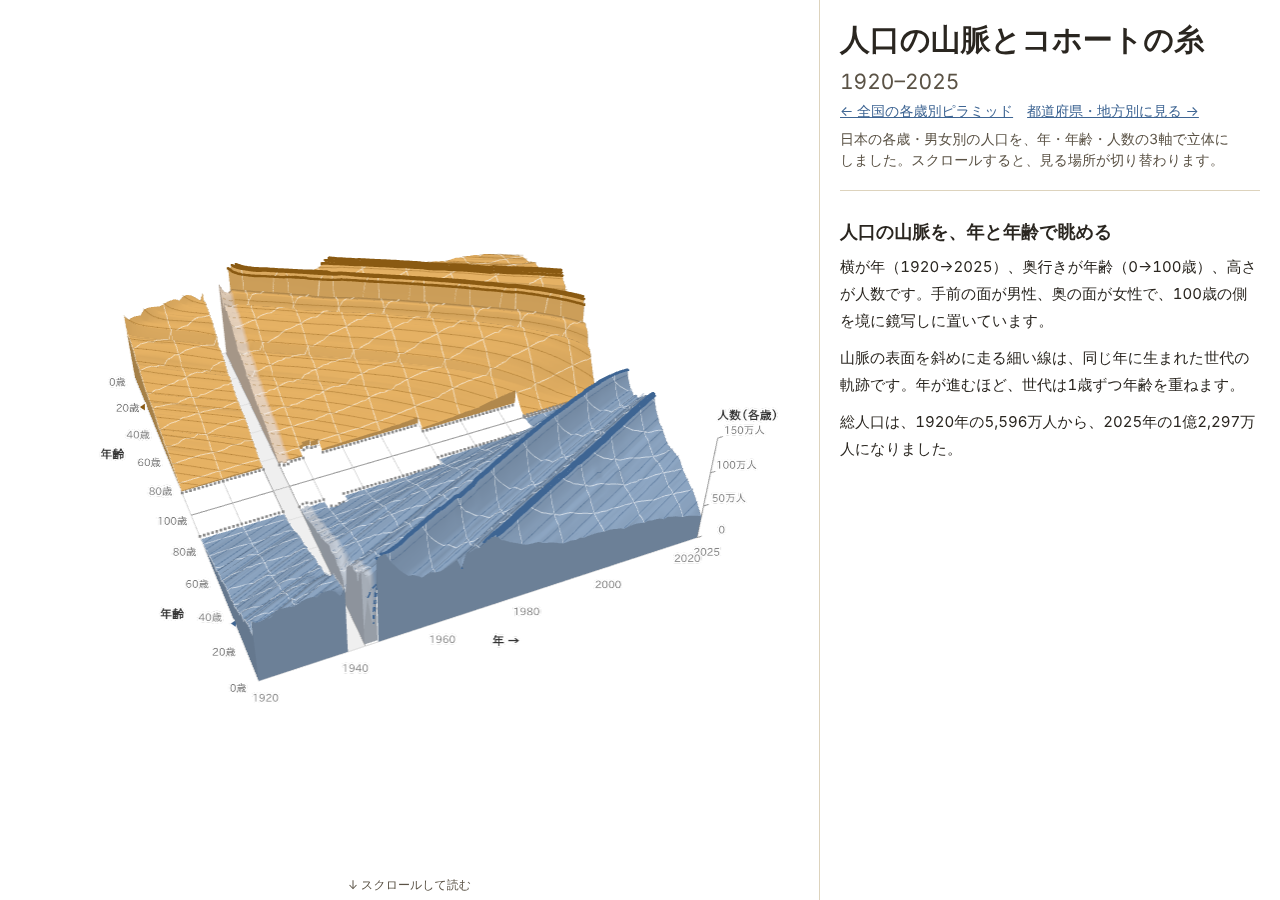 人口の山脈とコホートの糸
1920–2025
← 全国の各歳別ピラミッド 都道府県・地方別に見る →
日本の各歳・男女別の人口を、年・年齢・人数の3軸で立体に
しました。スクロールすると、見る場所が切り替わります。
人口の山脈を、年と年齢で眺める
横が年（1920→2025）、奥行きが年齢（0→100歳）、高さ
が人数です。手前の面が男性、奥の面が女性で、100歳の側
を境に鏡写しに置いています。
山脈の表面を斜めに走る細い線は、同じ年に生まれた世代の
軌跡です。年が進むほど、世代は1歳ずつ年齢を重ねます。
総人口は、1920年の5,596万人から、2025年の1億2,297万
人になりました。
0歳
20歳
40歳
年齢
60歳
80歳
100歳
80歳
60歳
年齢
40歳
20歳
0歳
1920
1940
1960
1980
2000
2020
2025
年 →
人数（各歳）
150万人
100万人
50万人
0
↓ スクロールして読む